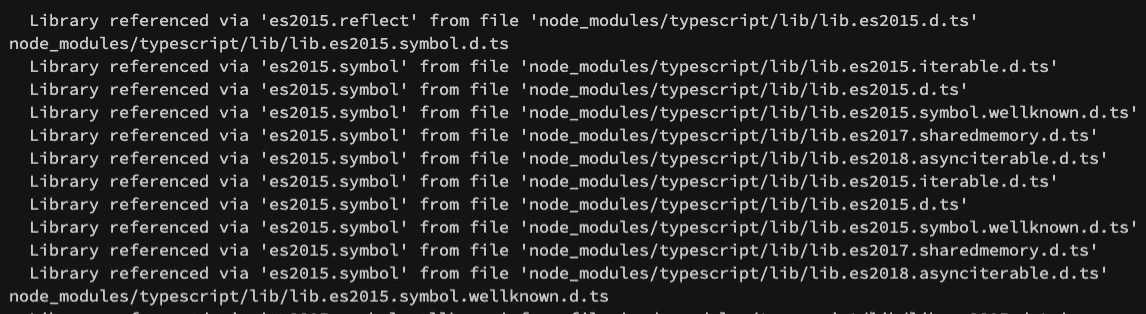 Library referenced via 'es2015.reflect' from file 'node_modules/typescript/lib/lib.es2015.d.ts'
node_modules/typescript/lib/lib.es2015.symbol.d.ts
Library referenced via 'es2015.symbol' from file 'node_modules/typescript/lib/lib.es2015.iterable.d.ts'
Library referenced via 'es2015.symbol' from file 'node_modules/typescript/lib/lib.es2015.d.ts'
Library referenced via 'es2015.symbol' from file 'node_modules/typescript/lib/lib.es2015.symbol.wellknown.d.ts'
Library referenced via 'es2015.symbol' from file 'node_modules/typescript/lib/lib.es2017.sharedmemory.d.ts'
Library referenced via 'es2015.symbol' from file 'node_modules/typescript/lib/lib.es2018.asynciterable.d.ts'
Library referenced via 'es2015.symbol' from file 'node_modules/typescript/lib/lib.es2015.iterable.d.ts'
Library referenced via 'es2015.symbol' from file 'node_modules/typescript/lib/lib.es2015.d.ts'
Library referenced via 'es2015.symbol' from file 'node_modules/typescript/lib/lib.es2015.symbol.wellknown.d.ts'
Library referenced via 'es2015.symbol' from file 'node_modules/typescript/lib/lib.es2017.sharedmemory.d.ts'
Library referenced via 'es2015.symbol' from file 'node_modules/typescript/lib/lib.es2018.asynciterable.d.ts'
node_modules/typescript/lib/lib.es2015.symbol.wellknown.d.ts